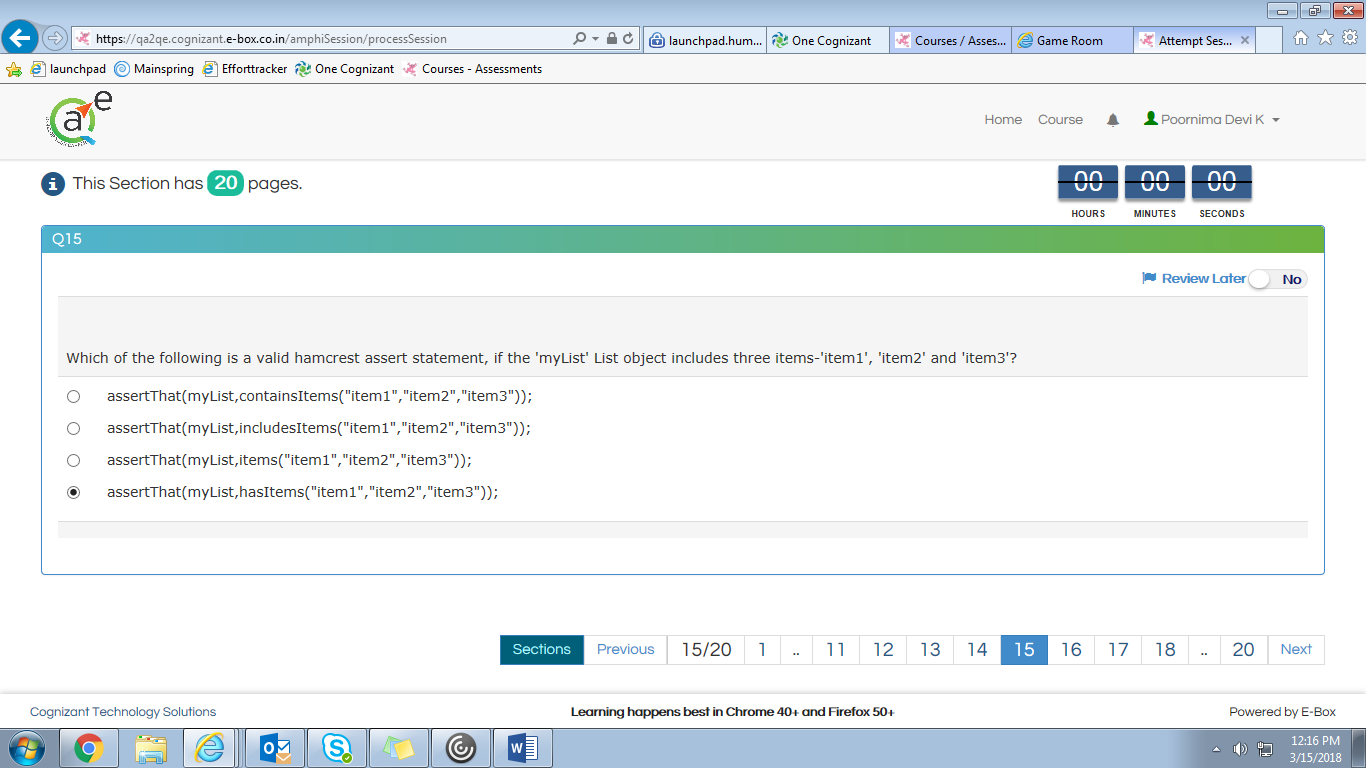 https://qa2qe.cognizant.e-box.co.in/amphiSession/processSession
launchpad.hum...
One Cognizant
Courses / Asses...
Game Room
Attempt Ses...
launchpad
Mainspring
Efforttracker
One Cognizant
Courses - Assessments
a e
Home
Course
Poornima Devi K
This Section has 20 pages.
00 00 00
HOURS MINUTES SECONDS
Q15
Review Later No
Which of the following is a valid hamcrest assert statement, if the 'myList' List object includes three items-'item1', 'item2' and 'item3'?
assertThat(myList,containsItems("item1","item2","item3"));
assertThat(myList,includesItems("item1","item2","item3"));
assertThat(myList,items("item1","item2","item3"));
assertThat(myList,hasItems("item1","item2","item3"));
Sections Previous 15/20 1 .. 11 12 13 14 15 16 17 18 .. 20 Next
Cognizant Technology Solutions
Learning happens best in Chrome 40+ and Firefox 50+
Powered by E-Box
12:16 PM
3/15/2018